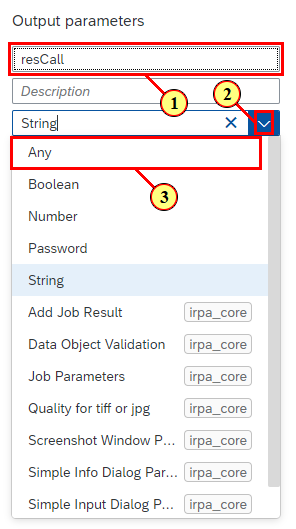 Output parameters
resCall
1
2
Description
String
Any
3
Boolean
Number
Password
String
Add Job Result irpa_core
Data Object Validation irpa_core
Job Parameters irpa_core
Quality for tiff or jpg irpa_core
Screenshot Window P... irpa_core
Simple Info Dialog Par... irpa_core
Simple Input Dialog P... irpa_core